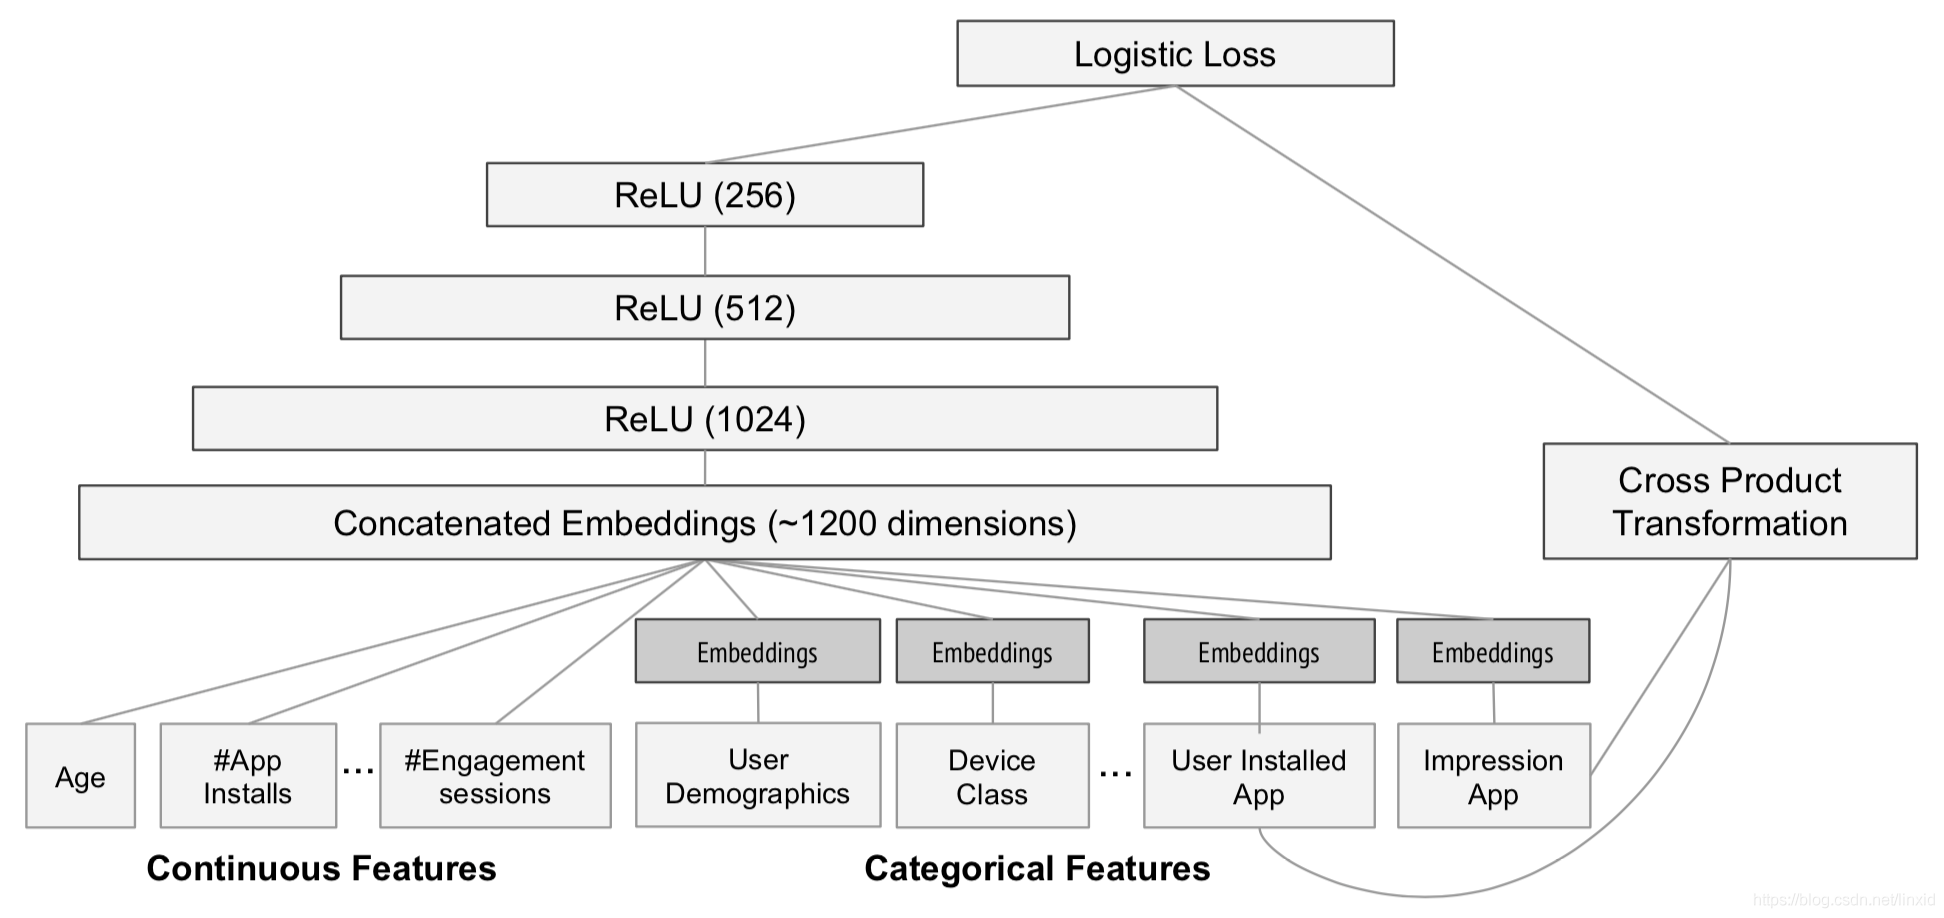 Logistic Loss
ReLU (256)
ReLU (512)
ReLU (1024)
Concatenated Embeddings (~1200 dimensions)
Cross Product
Transformation
Embeddings
Embeddings
Embeddings
Embeddings
Age
#App
Installs
...
#Engagement
sessions
User
Demographics
Device
Class
...
User Installed
App
Impression
App
Continuous Features
Categorical Features
https://blog.csdn.net/linxid